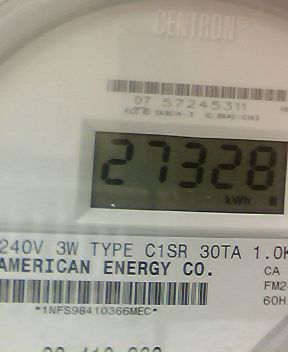 CENTRON®
07 57245311
27328
kWh
240V 3W TYPE C1SR 30TA 1.0K
AMERICAN ENERGY CO.
CA
FM2
60H
*1NFS98410366MEC*